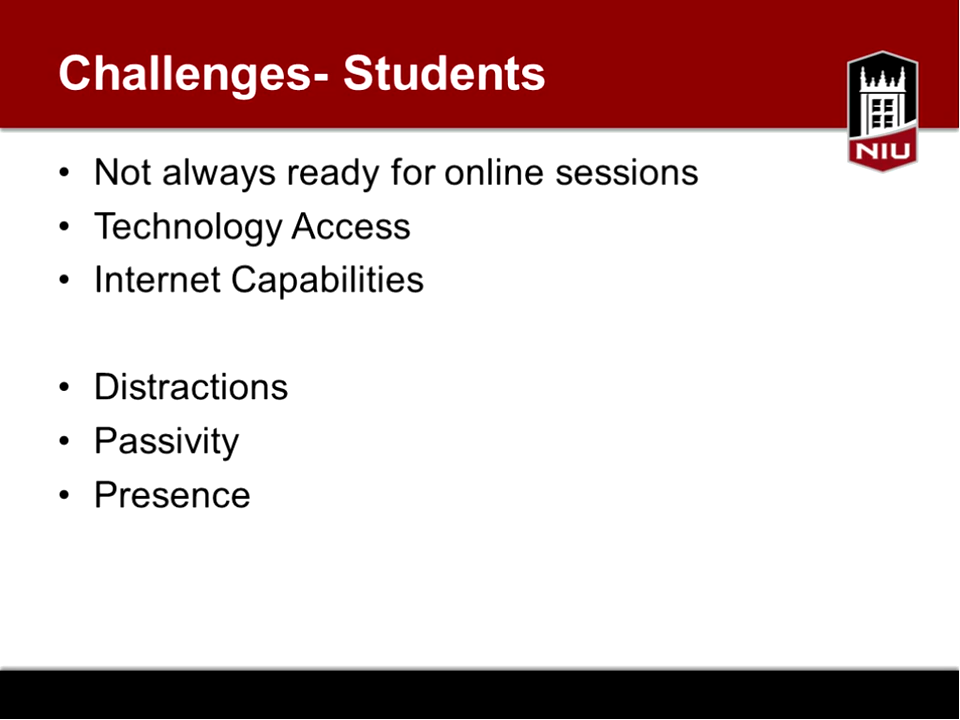 Challenges- Students
NIU
• Not always ready for online sessions
• Technology Access
• Internet Capabilities
• Distractions
• Passivity
• Presence